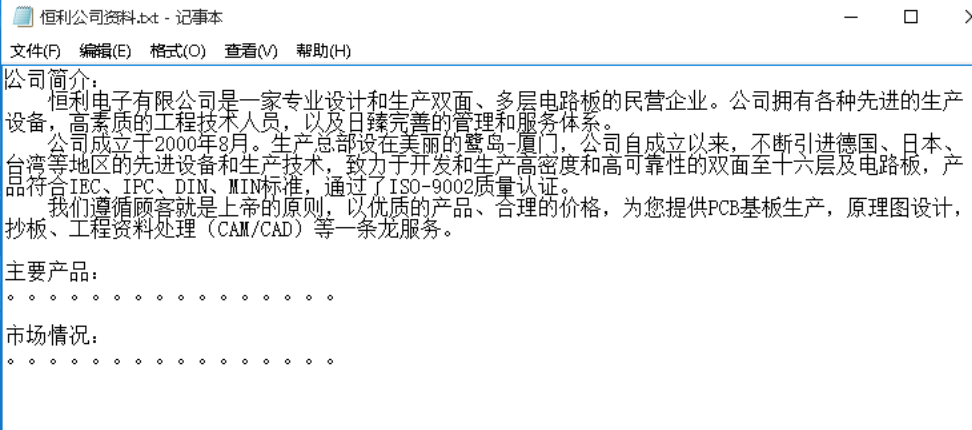 恒利公司资料.txt - 记事本
文件(F) 编辑(E) 格式(O) 查看(V) 帮助(H)
公司简介:
恒利电子有限公司是一家专业设计和生产双面、多层电路板的民营企业。公司拥有各种先进的生产
设备，高素质的工程技术人员，以及日臻完善的管理和服务体系。
公司成立于2000年8月。生产总部设在美丽的鹭岛-厦门，公司自成立以来，不断引进德国、日本、
台湾等地区的先进设备和生产技术，致力于开发和生产高密度和高可靠性的双面至十六层及电路板，产
品符合IEC、IPC、DIN、MIN标准，通过了ISO-9002质量认证。
我们遵循顾客就是上帝的原则，以优质的产品、合理的价格，为您提供PCB基板生产，原理图设计，
抄板、工程资料处理（CAM/CAD）等一条龙服务。
主要产品:
。。。。。。。。。。。。。。。。
市场情况:
。。。。。。。。。。。。。。。。